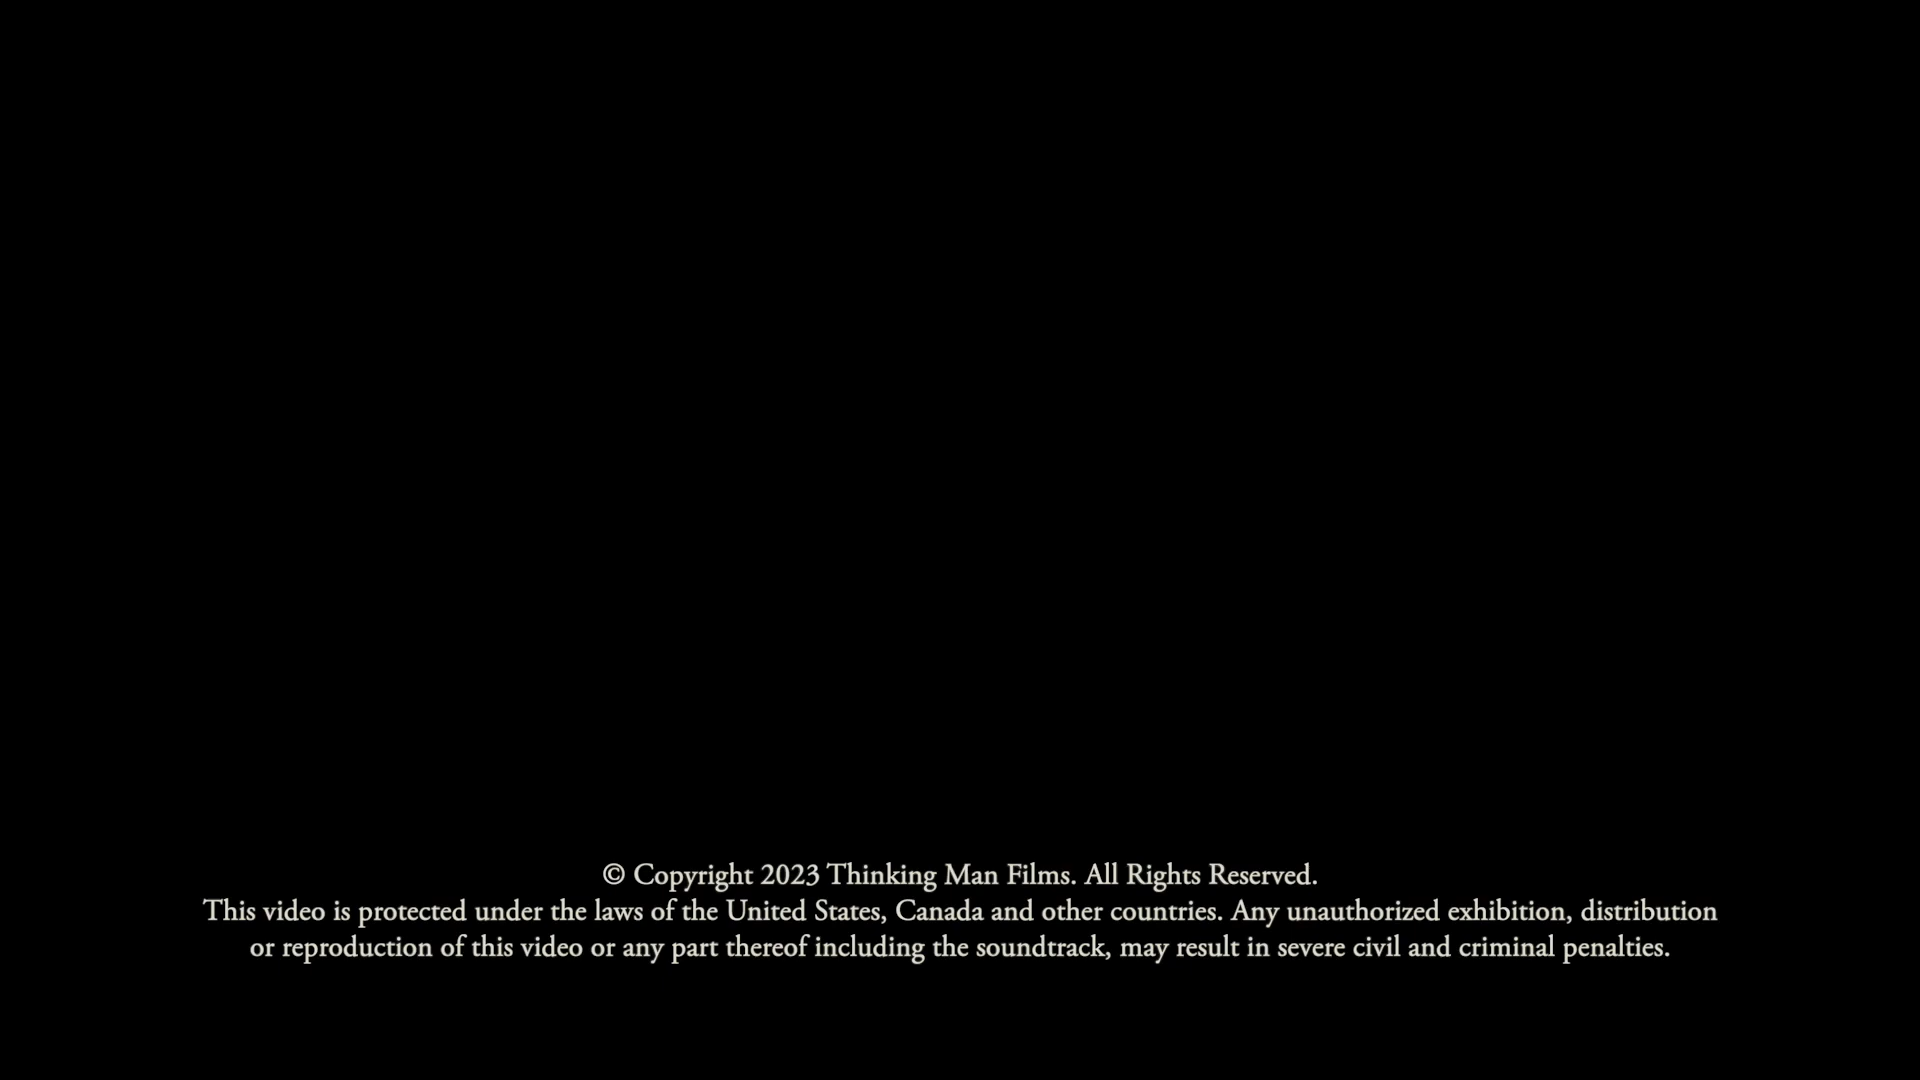 © Copyright 2023 Thinking Man Films. All Rights Reserved.
This video is protected under the laws of the United States, Canada and other countries. Any unauthorized exhibition, distribution
or reproduction of this video or any part thereof including the soundtrack, may result in severe civil and criminal penalties.